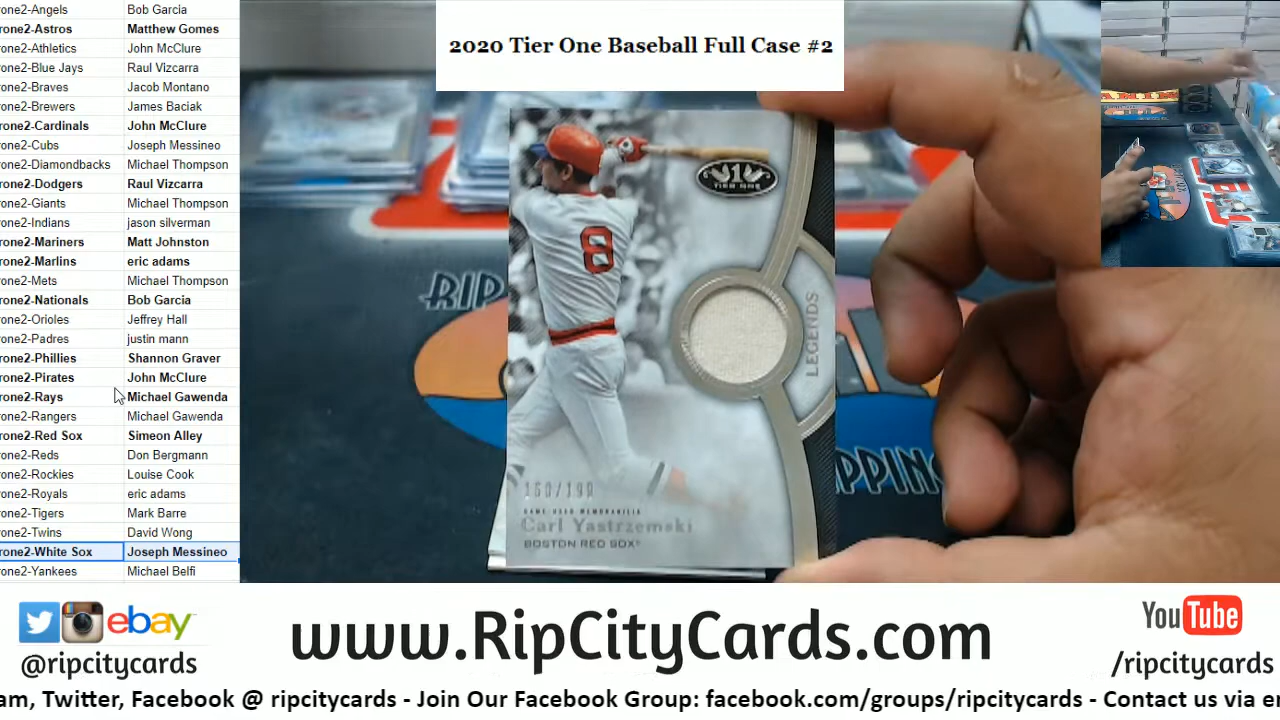 rone2-Angels Bob Garcia
rone2-Astros Matthew Gomes
rone2-Athletics John McClure
rone2-Blue Jays Raul Vizcarra
rone2-Braves Jacob Montano
rone2-Brewers James Baciak
rone2-Cardinals John McClure
rone2-Cubs Joseph Messineo
rone2-Diamondbacks Michael Thompson
rone2-Dodgers Raul Vizcarra
rone2-Giants Michael Thompson
rone2-Indians jason silverman
rone2-Mariners Matt Johnston
rone2-Marlins eric adams
rone2-Mets Michael Thompson
rone2-Nationals Bob Garcia
rone2-Orioles Jeffrey Hall
rone2-Padres justin mann
rone2-Phillies Shannon Graver
rone2-Pirates John McClure
rone2-Rays Michael Gawenda
rone2-Rangers Michael Gawenda
rone2-Red Sox Simeon Alley
rone2-Reds Don Bergmann
rone2-Rockies Louise Cook
rone2-Royals eric adams
rone2-Tigers Mark Barre
rone2-Twins David Wong
rone2-White Sox Joseph Messineo
rone2-Yankees Michael Belfi
2020 Tier One Baseball Full Case #2
1
TIER ONE
8
LEGENDS
RIP
PPING
GAME-USED MEMORABILIA
Carl Yastrzemski
BOSTON RED SOX
ebay
@ripcitycards
www.RipCityCards.com
YouTube
/ripcitycards
am, Twitter, Facebook @ ripcitycards - Join Our Facebook Group: facebook.com/groups/ripcitycards - Contact us via e